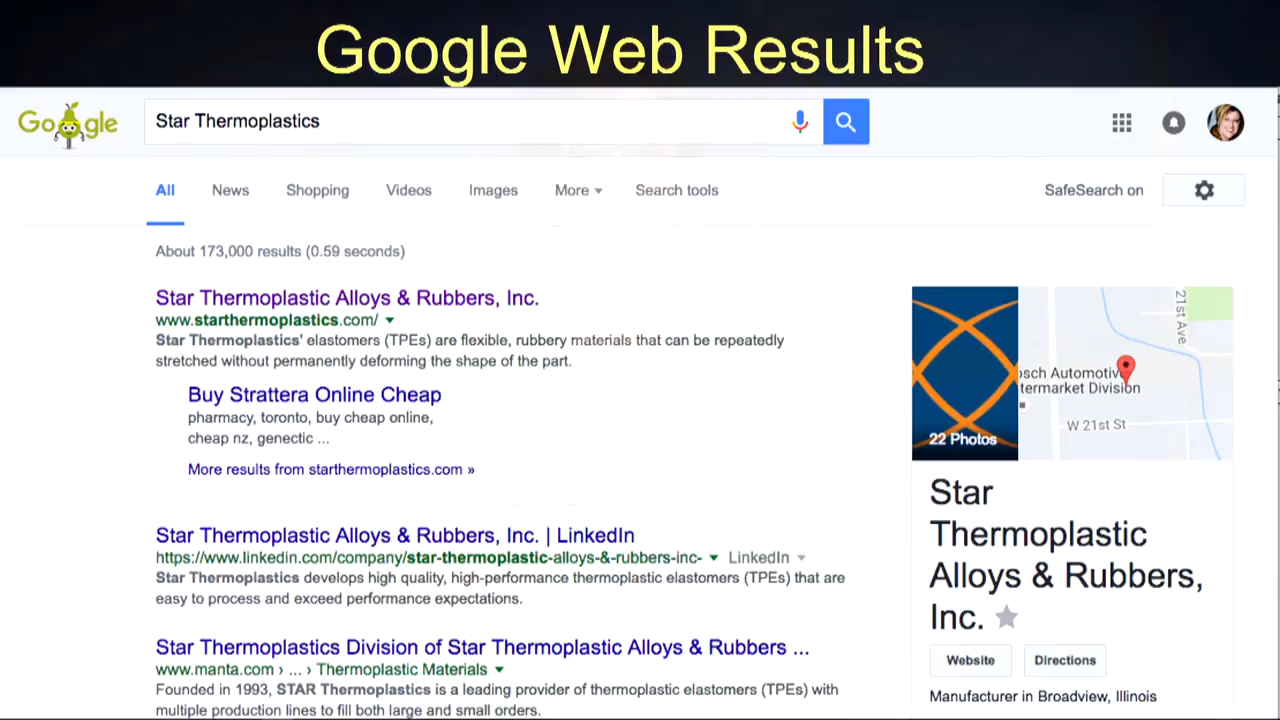 Google Web Results
Google
Star Thermoplastics
All News Shopping Videos Images More Search tools SafeSearch on
About 173,000 results (0.59 seconds)
Star Thermoplastic Alloys & Rubbers, Inc.
www.starthermoplastics.com/
Star Thermoplastics' elastomers (TPEs) are flexible, rubbery materials that can be repeatedly
stretched without permanently deforming the shape of the part.
Buy Strattera Online Cheap
pharmacy, toronto, buy cheap online,
cheap nz, genectic ...
More results from starthermoplastics.com »
Star Thermoplastic Alloys & Rubbers, Inc. | LinkedIn
https://www.linkedin.com/company/star-thermoplastic-alloys-&-rubbers-inc- LinkedIn
Star Thermoplastics develops high quality, high-performance thermoplastic elastomers (TPEs) that are
easy to process and exceed performance expectations.
Star Thermoplastics Division of Star Thermoplastic Alloys & Rubbers ...
www.manta.com › ... › Thermoplastic Materials
Founded in 1993, STAR Thermoplastics is a leading provider of thermoplastic elastomers (TPEs) with
multiple production lines to fill both large and small orders.
22 Photos
21st Ave
osch Automotiv
termarket Division
W 21st St
Star
Thermoplastic
Alloys & Rubbers,
Inc.
Website Directions
Manufacturer in Broadview, Illinois